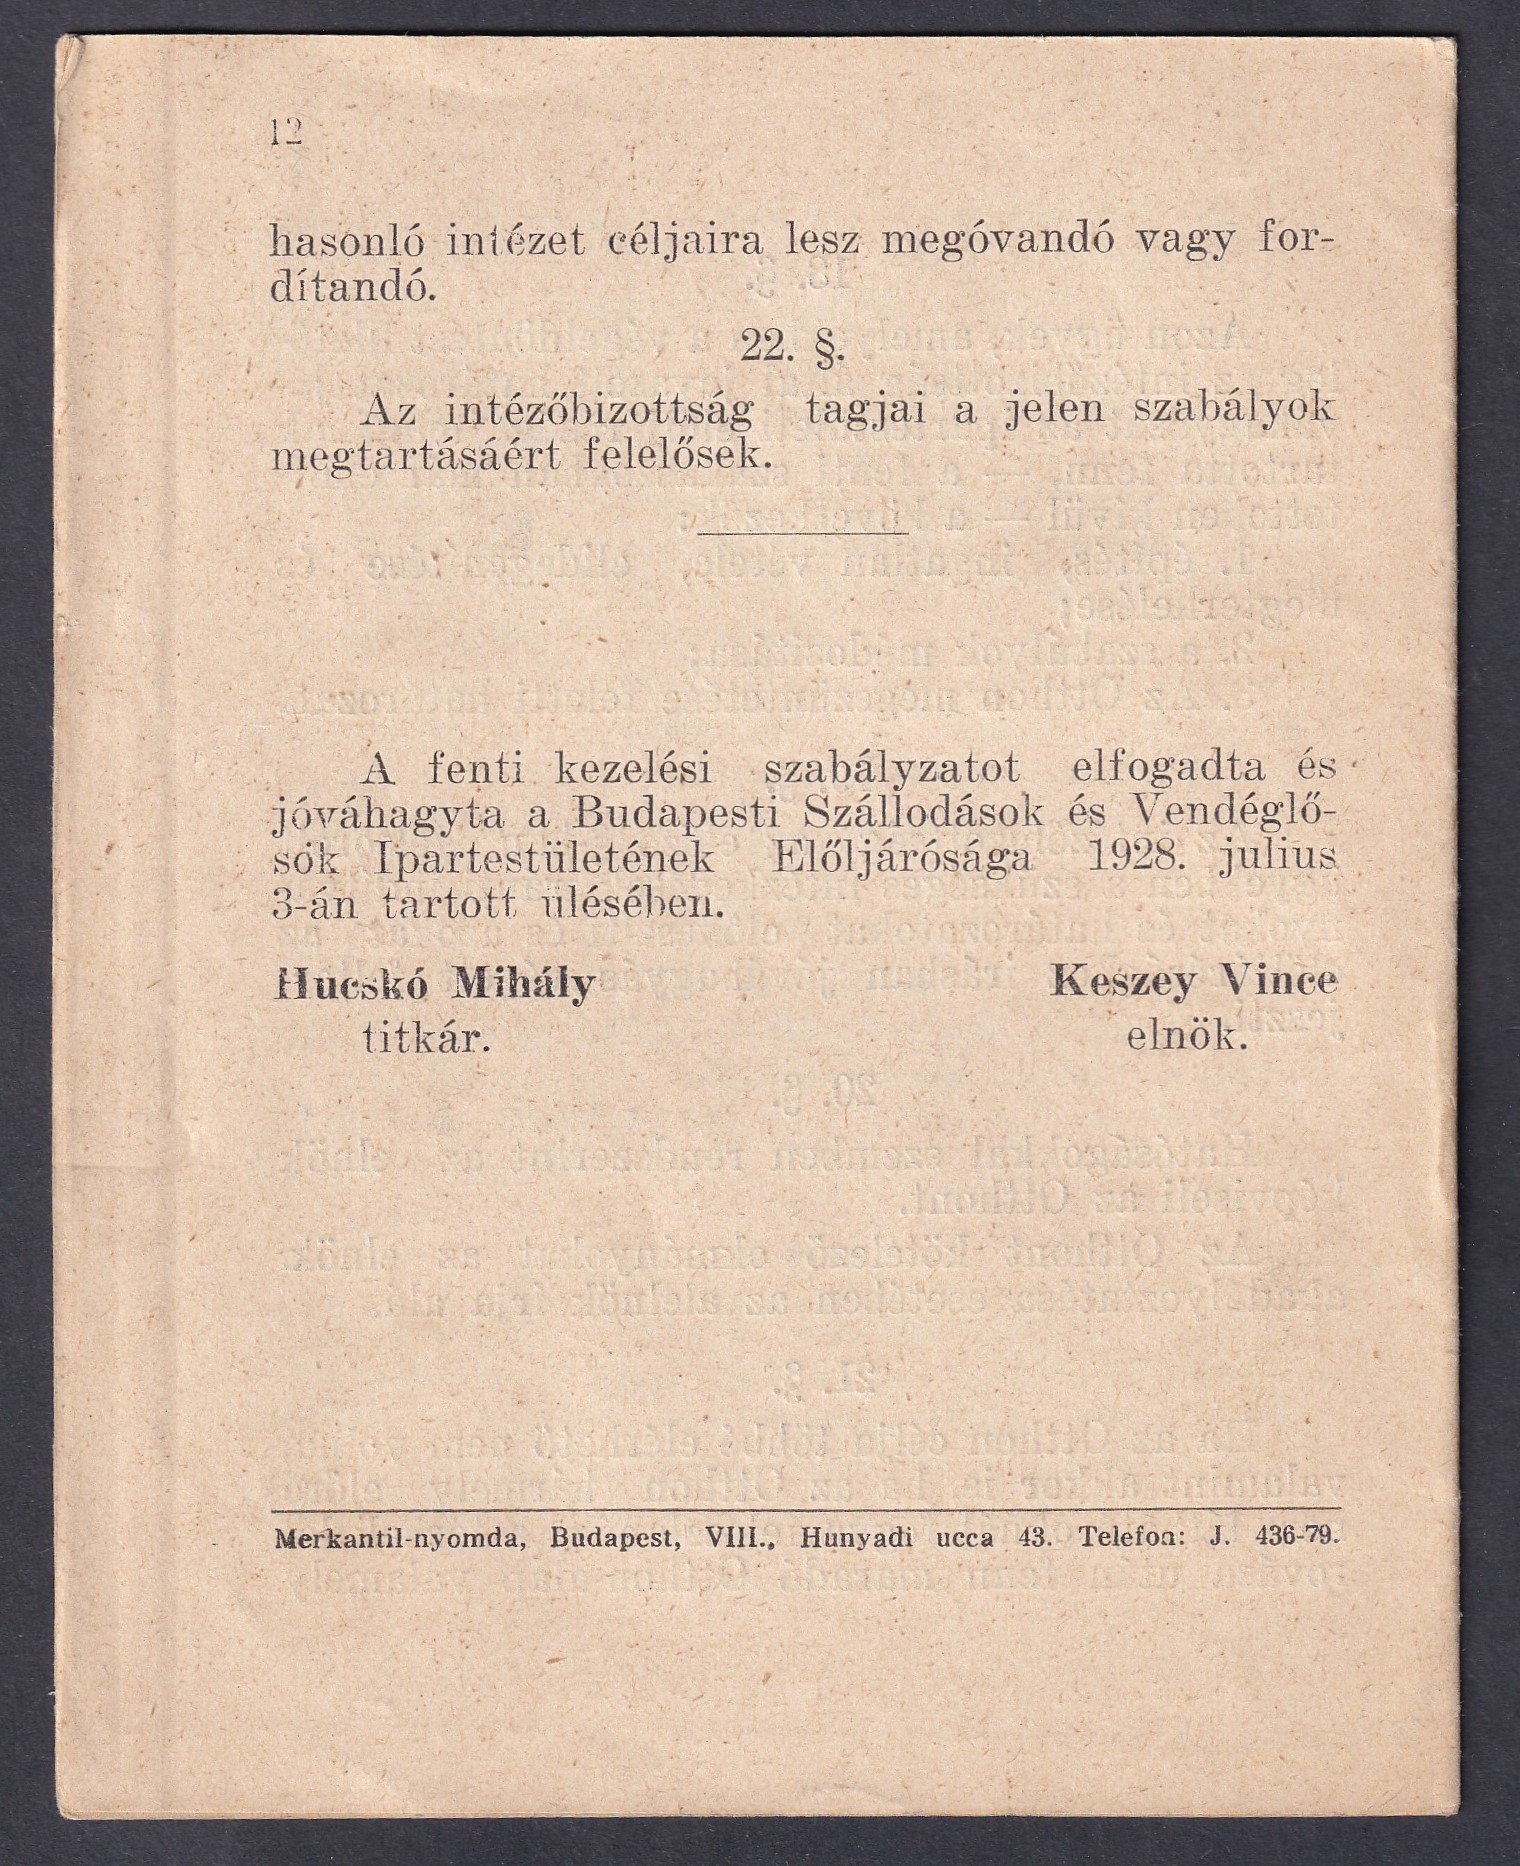 12
hasonló intézet céljaira lesz megóvandó vagy for-
dítandó.
22. §.
Az intézőbizottság tagjai a jelen szabályok
megtartásáért felelősek.
A fenti kezelési szabályzatot elfogadta és
jóváhagyta a Budapesti Szállodások és Vendéglő-
sök Ipartestületének Előljárósága 1928. julius
3-án tartott ülésében.
Hucskó Mihály Keszey Vince
titkár. elnök.
Merkantil-nyomda, Budapest, VIII., Hunyadi ucca 43. Telefon: J. 436-79.